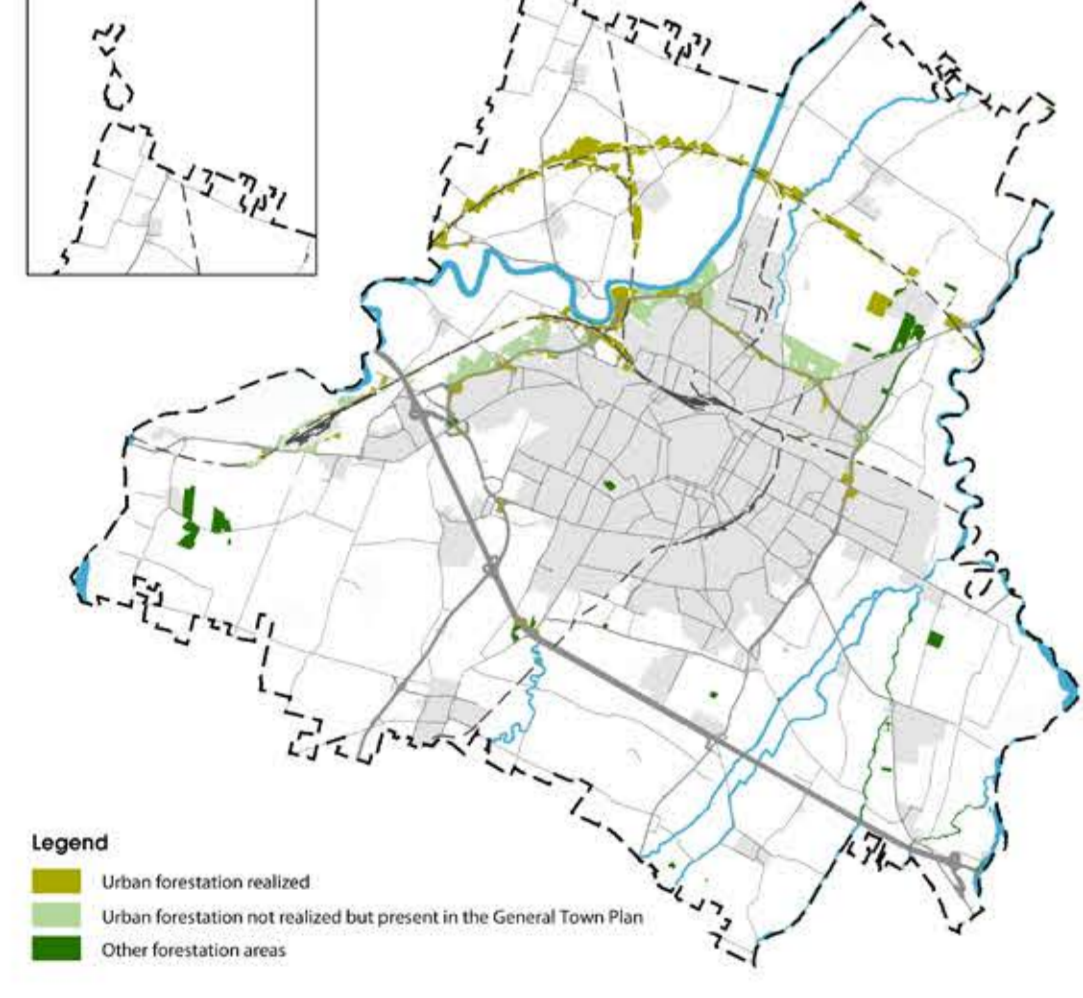 Legend
Urban forestation realized
Urban forestation not realized but present in the General Town Plan
Other forestation areas